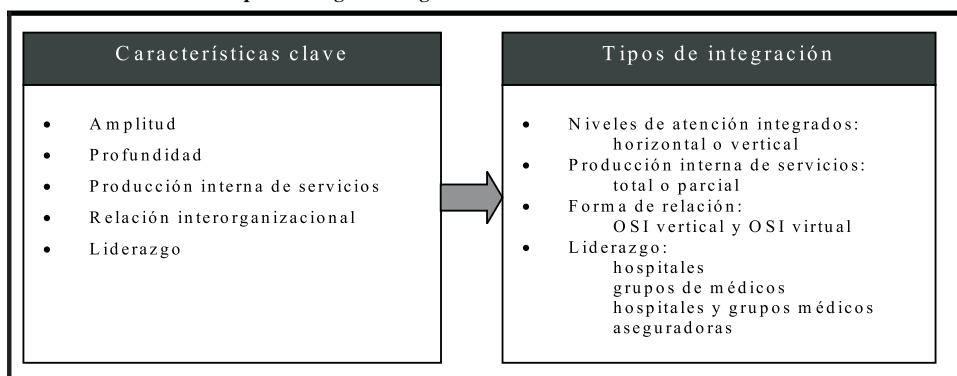 Características clave
• Amplitud
• Profundidad
• Producción interna de servicios
• Relación interorganizacional
• Liderazgo
Tipos de integración
• Niveles de atención integrados:
horizontal o vertical
• Producción interna de servicios:
total o parcial
• Forma de relación:
OSI vertical y OSI virtual
• Liderazgo:
hospitales
grupos de médicos
hospitales y grupos médicos
aseguradoras